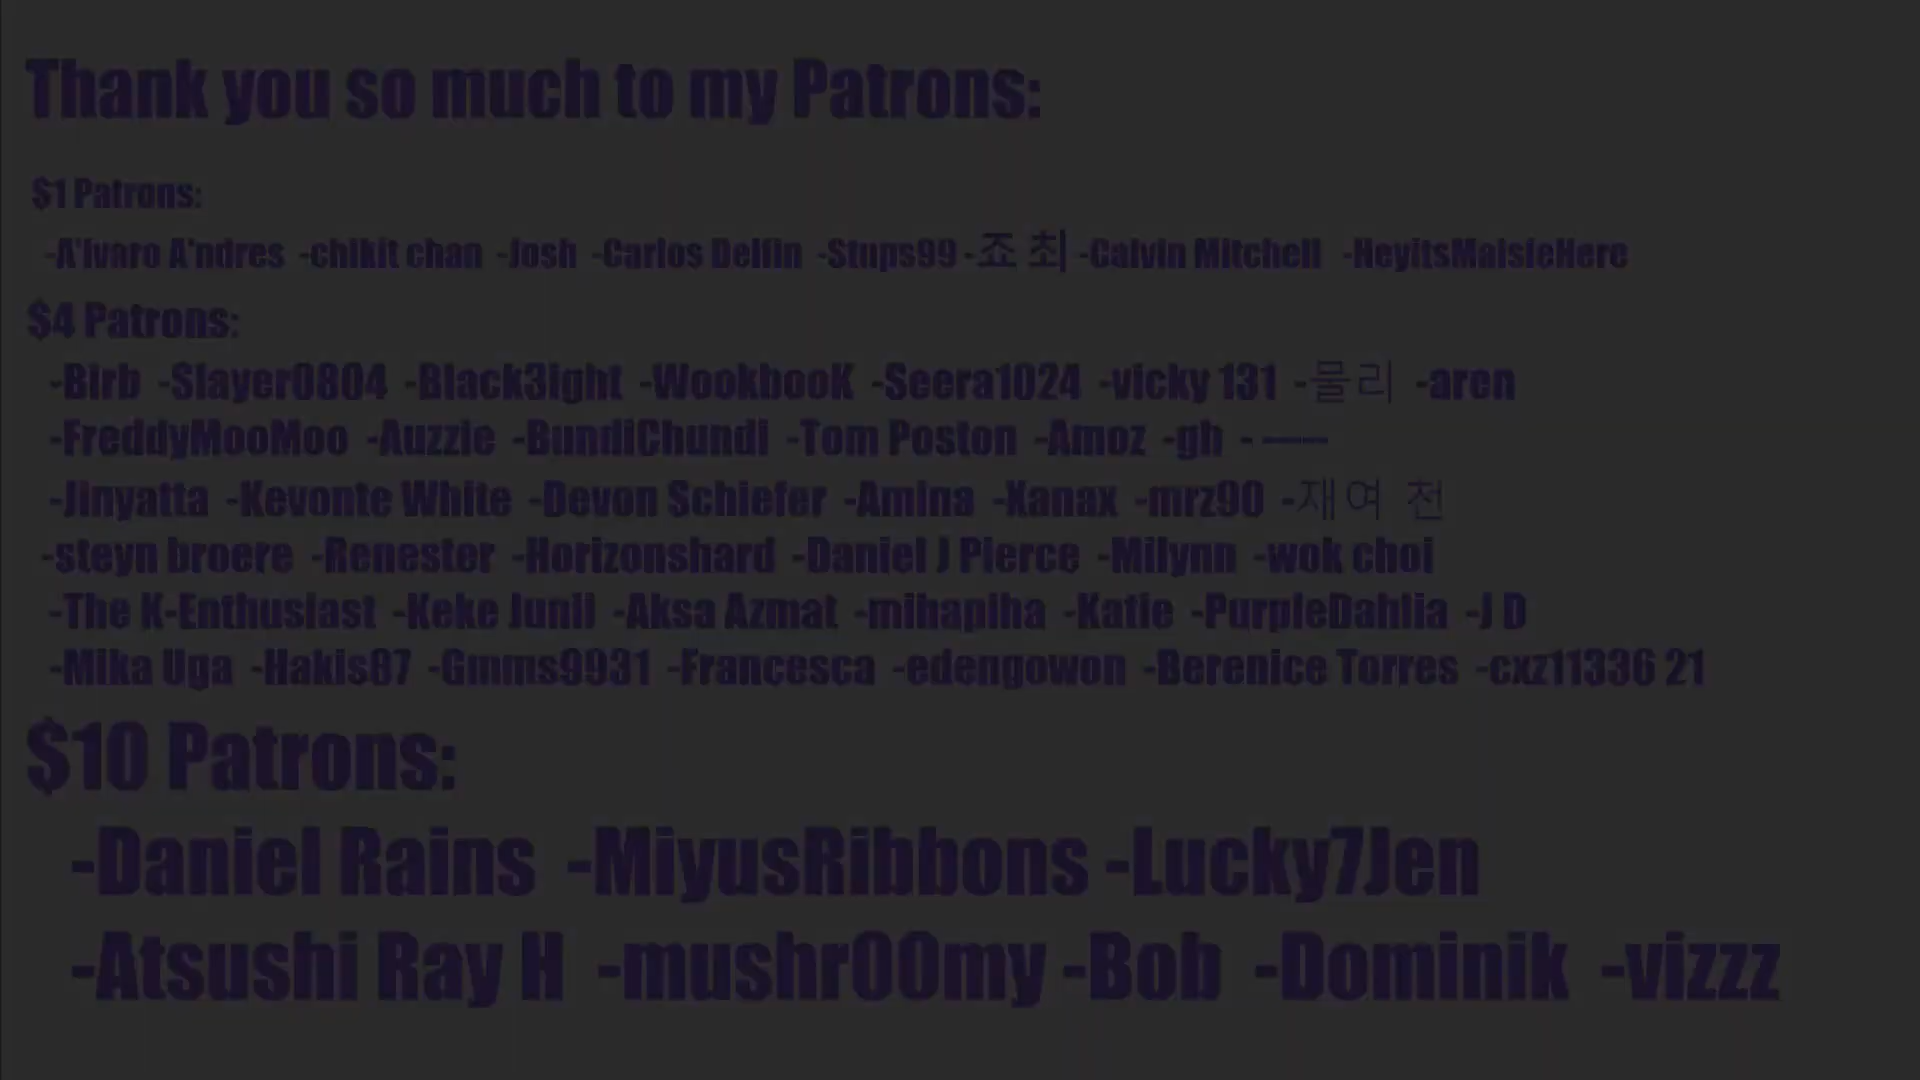 Thank you so much to my Patrons:
$1 Patrons:
-A'lvaro A'ndres -chikit chan -Josh -Carlos Delfin -Stups99 -죠 최 -Calvin Mitchell -HeyitsMaisieHere
$4 Patrons:
-Birb -Slayer0804 -Black3ight -WookbooK -Seera1024 -vicky 131 -물리 -aren
-FreddyMooMoo -Auzzie -BundiChundi -Tom Poston -Amoz -gh - -----
-Jinyatta -Kevonte White -Devon Schiefer -Amina -Xanax -mrz90 -재여 천
-steyn broere -Renester -Horizonshard -Daniel J Pierce -Milynn -wok choi
-The K-Enthusiast -Keke Junii -Aksa Azmat -mihapiha -Katie -PurpleDahlia -J D
-Mika Uga -Hakis87 -Gmms9931 -Francesca -edengowon -Berenice Torres -cxz11336 21
$10 Patrons:
-Daniel Rains -MiyusRibbons -Lucky7Jen
-Atsushi Ray H -mushr00my -Bob -Dominik -vizzz